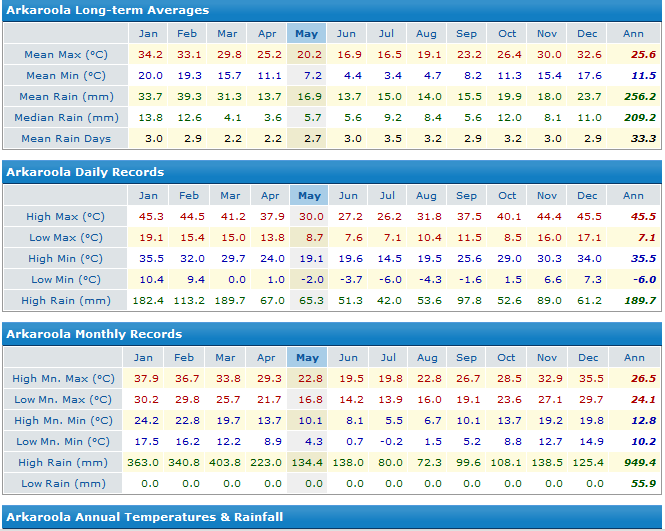 Arkaroola Long-term Averages
Jan Feb Mar Apr May Jun Jul Aug Sep Oct Nov Dec Ann
Mean Max (°C) 34.2 33.1 29.8 25.2 20.2 16.9 16.5 19.1 23.2 26.4 30.0 32.6 25.6
Mean Min (°C) 20.0 19.3 15.7 11.1 7.2 4.4 3.4 4.7 8.2 11.3 15.4 17.6 11.5
Mean Rain (mm) 33.7 39.3 31.3 13.7 16.9 13.7 15.0 14.0 15.5 19.9 18.0 23.7 256.2
Median Rain (mm) 13.8 12.6 4.1 3.6 5.7 5.6 9.2 8.4 5.6 12.0 8.1 11.0 209.2
Mean Rain Days 3.0 2.9 2.2 2.2 2.7 2.9 3.5 3.2 2.9 3.2 3.0 2.9 33.3
Arkaroola Daily Records
Jan Feb Mar Apr May Jun Jul Aug Sep Oct Nov Dec Ann
High Max (°C) 45.3 44.5 41.2 37.9 30.0 27.2 26.2 31.8 37.5 40.1 44.4 45.5 45.5
Low Max (°C) 19.1 15.4 15.0 13.8 8.7 7.6 7.1 10.4 11.5 8.5 16.0 17.1 7.1
High Min (°C) 35.5 32.0 29.7 24.0 19.1 19.6 14.5 19.5 25.6 29.0 30.3 34.0 35.5
Low Min (°C) 10.4 9.4 0.0 1.0 -2.0 -3.7 -6.0 -4.3 -1.6 1.5 6.6 7.3 -6.0
High Rain (mm) 182.4 113.2 189.7 67.0 65.3 51.3 42.0 53.6 97.8 52.6 89.0 61.2 189.7
Arkaroola Monthly Records
Jan Feb Mar Apr May Jun Jul Aug Sep Oct Nov Dec Ann
High Mn. Max (°C) 37.9 36.7 33.8 29.3 22.8 19.5 19.8 22.8 26.7 28.5 32.9 35.5 26.5
Low Mn. Max (°C) 30.2 29.8 25.7 21.7 16.8 14.2 13.9 16.0 19.1 23.6 27.1 29.7 24.1
High Mn. Min (°C) 24.2 22.8 19.7 13.7 10.1 8.1 5.5 6.7 10.1 13.7 19.2 19.8 12.8
Low Mn. Min (°C) 17.5 16.2 12.2 8.9 4.3 0.7 -0.2 1.5 5.2 8.8 12.7 14.9 10.2
High Rain (mm) 363.0 340.8 403.8 223.0 134.4 138.0 80.0 72.3 99.6 108.1 138.5 125.4 949.4
Low Rain (mm) 0.0 0.0 0.0 0.0 0.0 0.0 0.0 0.0 0.0 0.0 0.0 0.0 55.9
Arkaroola Annual Temperatures & Rainfall